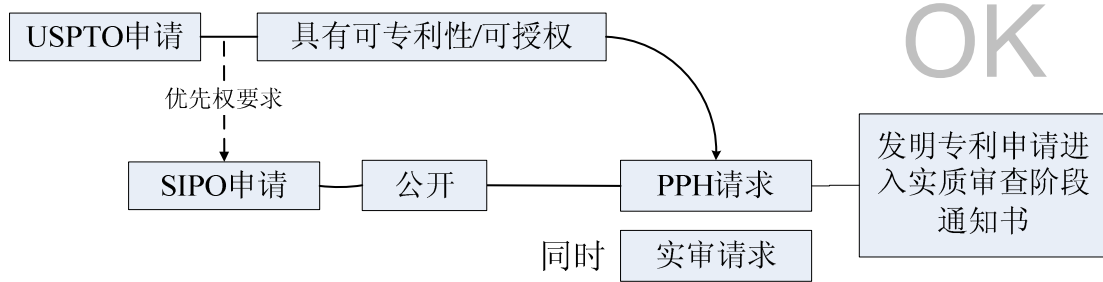 USPTO申请
具有可专利性/可授权
OK
优先权要求
SIPO申请
公开
PPH请求
发明专利申请进
入实质审查阶段
通知书
同时
实审请求